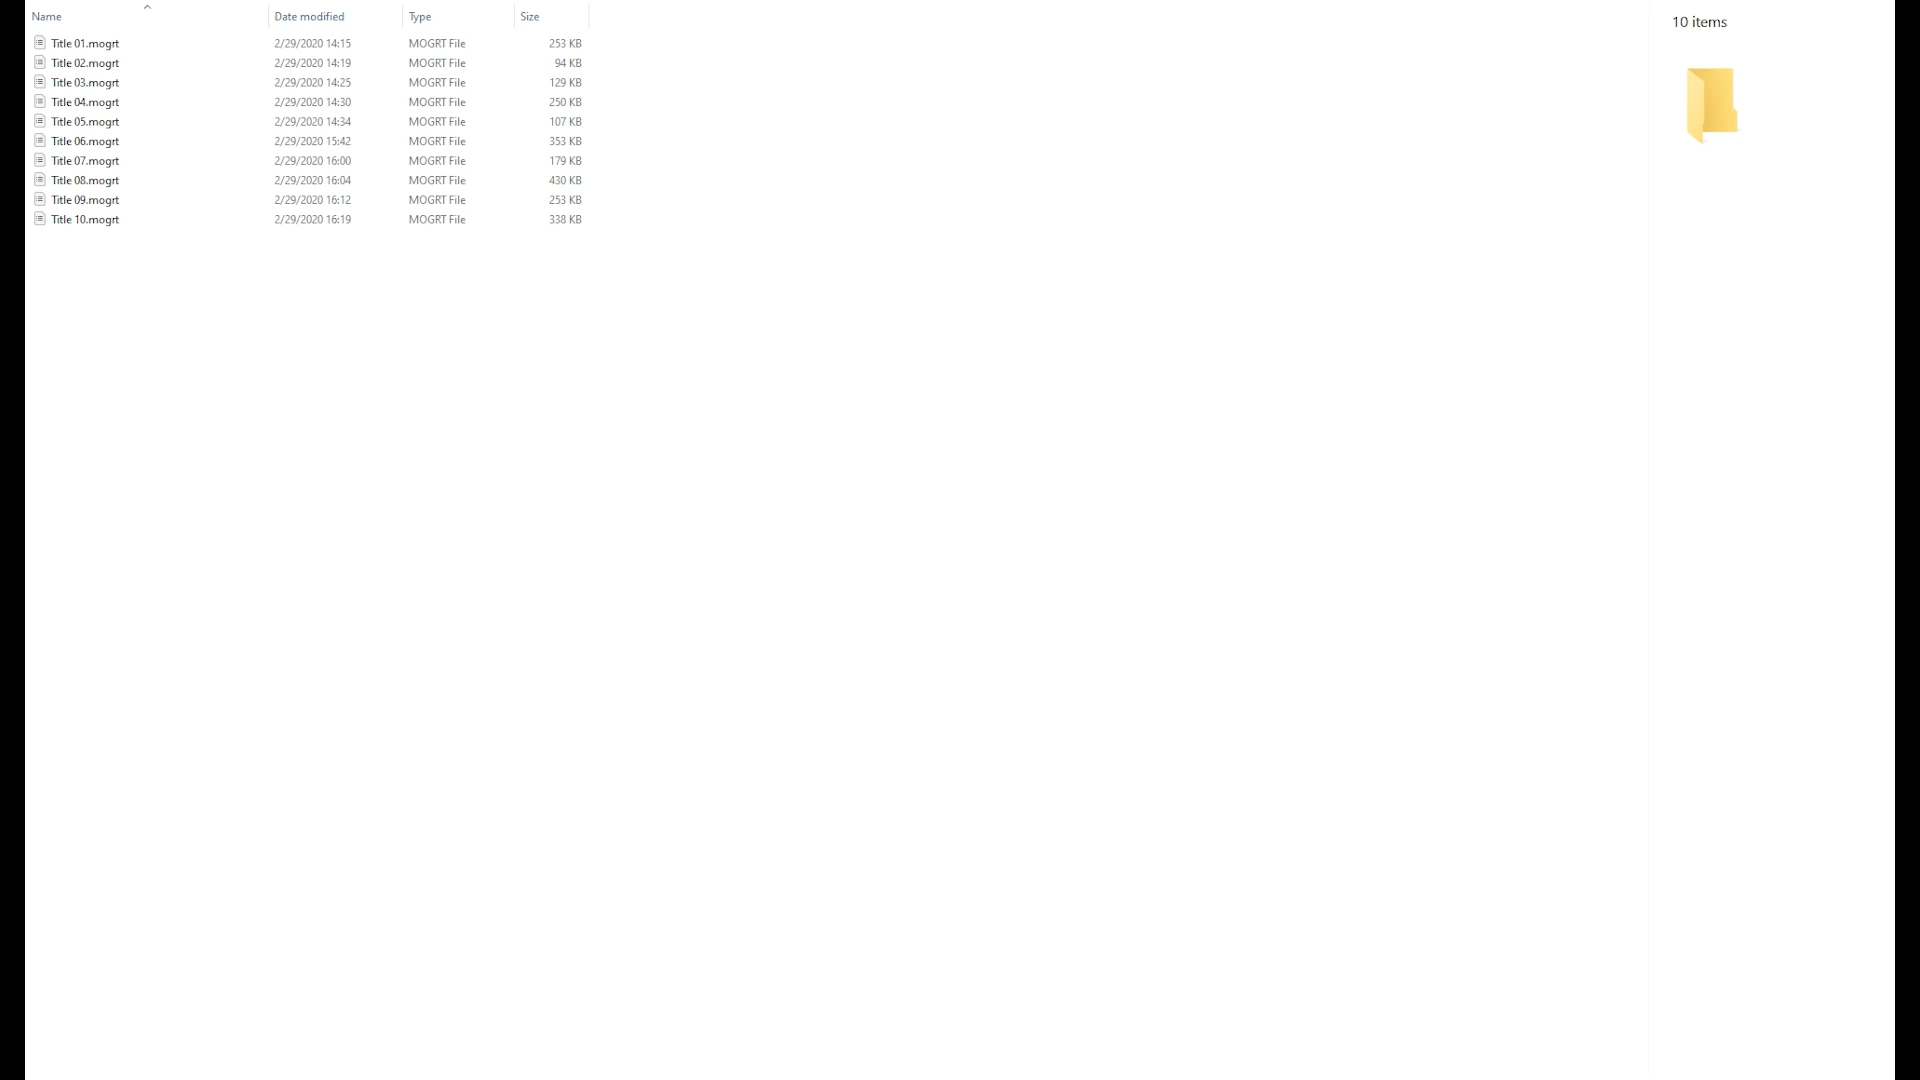 Name Date modified Type Size
Title 01.mogrt 2/29/2020 14:15 MOGRT File 253 KB
Title 02.mogrt 2/29/2020 14:19 MOGRT File 94 KB
Title 03.mogrt 2/29/2020 14:25 MOGRT File 129 KB
Title 04.mogrt 2/29/2020 14:30 MOGRT File 250 KB
Title 05.mogrt 2/29/2020 14:34 MOGRT File 107 KB
Title 06.mogrt 2/29/2020 15:42 MOGRT File 353 KB
Title 07.mogrt 2/29/2020 16:00 MOGRT File 179 KB
Title 08.mogrt 2/29/2020 16:04 MOGRT File 430 KB
Title 09.mogrt 2/29/2020 16:12 MOGRT File 253 KB
Title 10.mogrt 2/29/2020 16:19 MOGRT File 338 KB
10 items